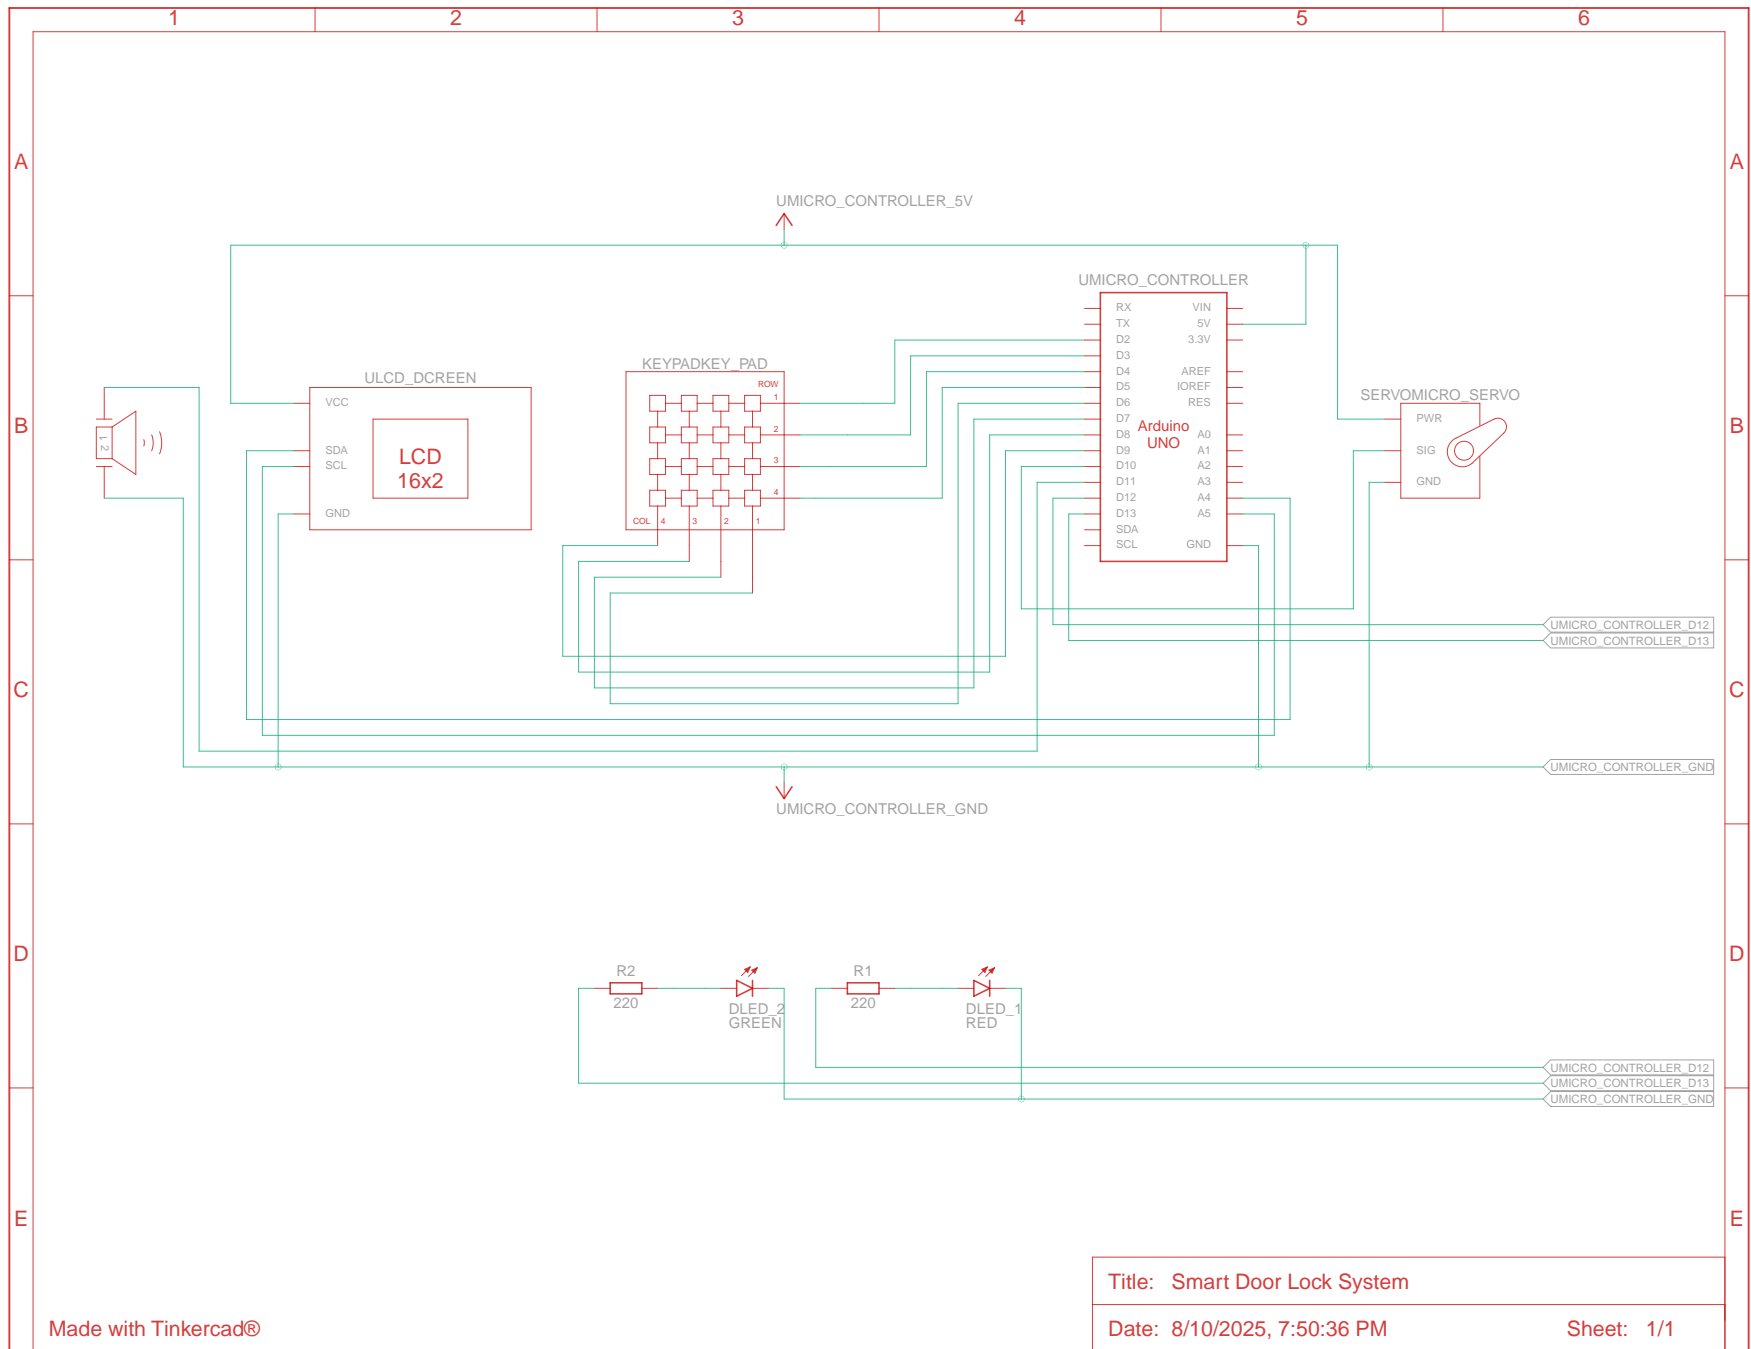 1 2 3 4 5 6
A A
UMICRO_CONTROLLER_5V
UMICRO_CONTROLLER
RX VIN
TX 5V
D2 3.3V
D3
D4 AREF
D5 IOREF
D6 RES
D7
D8 A0
D9 A1
D10 A2
D11 A3
D12 A4
D13 A5
SDA
SCL GND
Arduino
UNO
KEYPADKEY_PAD
ROW
1
2
3
4
COL 4 3 2 1
ULCD_DCREEN
VCC
SDA
SCL
GND
LCD
16x2
SERVOMICRO_SERVO
PWR
SIG
GND
B B
1 2
UMICRO_CONTROLLER_D12
UMICRO_CONTROLLER_D13
C C
UMICRO_CONTROLLER_GND
UMICRO_CONTROLLER_GND
D D
R2
220
DLED_2
GREEN
R1
220
DLED_1
RED
UMICRO_CONTROLLER_D12
UMICRO_CONTROLLER_D13
UMICRO_CONTROLLER_GND
E E
Title: Smart Door Lock System
Made with Tinkercad®
Date: 8/10/2025, 7:50:36 PM Sheet: 1/1